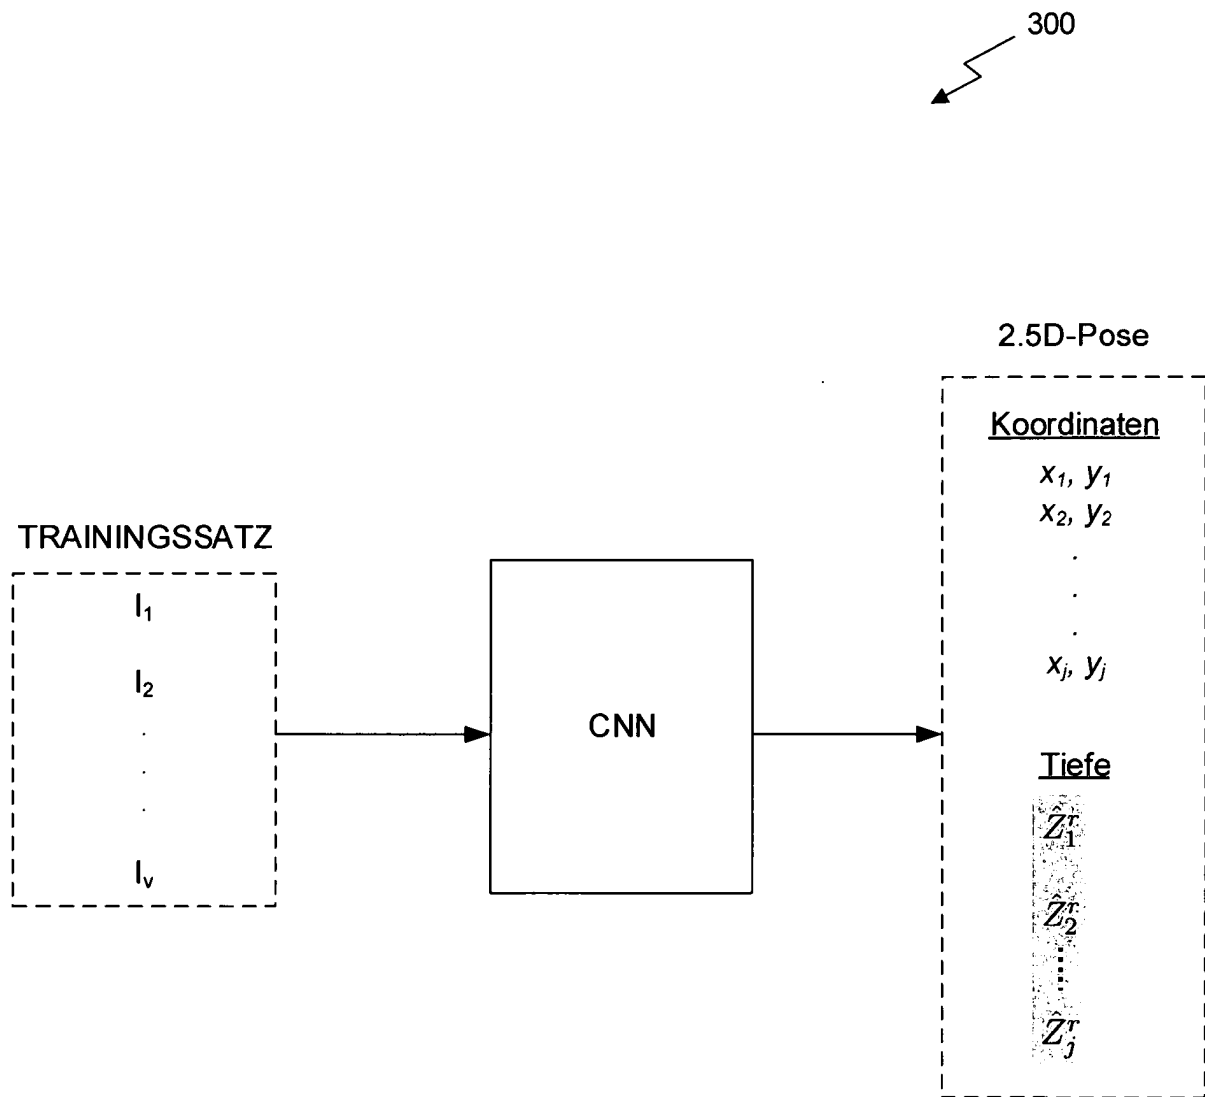 300
2.5D-Pose
Koordinaten
x₁, y₁
x₂, y₂
.
.
.
xⱼ, yⱼ
TRAININGSSATZ
I₁
I₂
.
.
.
Iᵥ
CNN
Tiefe
Ẑ₁ʳ
Ẑ₂ʳ
Ẑⱼʳ